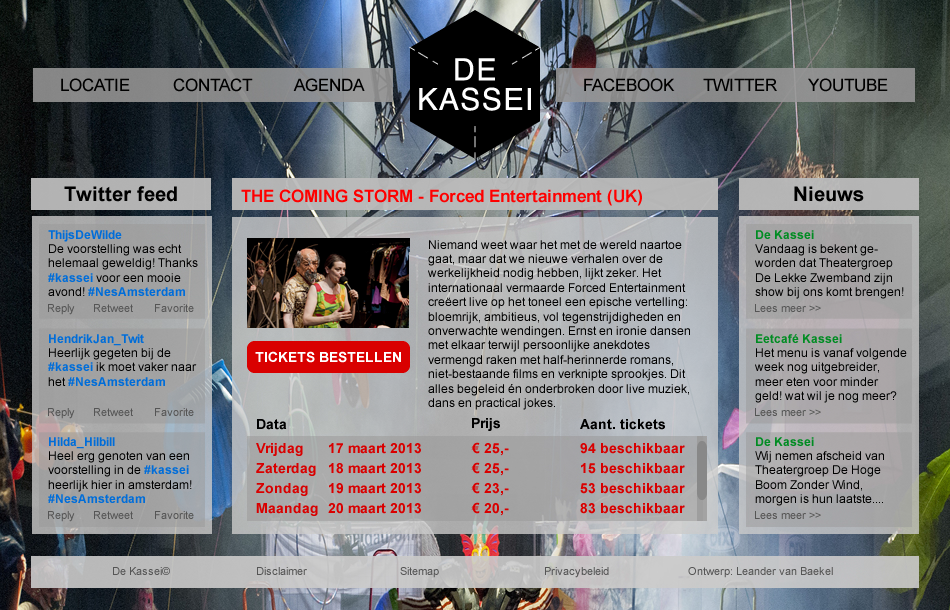 LOCATIE CONTACT AGENDA
DE
KASSEI
FACEBOOK TWITTER YOUTUBE
Twitter feed
ThijsDeWilde
De voorstelling was echt
helemaal geweldig! Thanks
#kassei voor een mooie
avond! #NesAmsterdam
Reply Retweet Favorite
HendrikJan_Twit
Heerlijk gegeten bij de
#kassei ik moet vaker naar
het #NesAmsterdam
Reply Retweet Favorite
Hilda_Hilbill
Heel erg genoten van een
voorstelling in de #kassei
heerlijk hier in amsterdam!
#NesAmsterdam
Reply Retweet Favorite
THE COMING STORM - Forced Entertainment (UK)
TICKETS BESTELLEN
Niemand weet waar het met de wereld naartoe
gaat, maar dat we nieuwe verhalen over de
werkelijkheid nodig hebben, lijkt zeker. Het
internationaal vermaarde Forced Entertainment
creéert live op het toneel een epische vertelling:
bloemrijk, ambitieus, vol tegenstrijdigheden en
onverwachte wendingen. Ernst en ironie dansen
met elkaar terwijl persoonlijke anekdotes
vermengd raken met half-herinnerde romans,
niet-bestaande films en verknipte sprookjes. Dit
alles begeleid én onderbroken door live muziek,
dans en practical jokes.
Data Prijs Aant. tickets
Vrijdag 17 maart 2013 € 25,- 94 beschikbaar
Zaterdag 18 maart 2013 € 25,- 15 beschikbaar
Zondag 19 maart 2013 € 23,- 53 beschikbaar
Maandag 20 maart 2013 € 20,- 83 beschikbaar
Nieuws
De Kassei
Vandaag is bekent ge-
worden dat Theatergroep
De Lekke Zwemband zijn
show bij ons komt brengen!
Lees meer >>
Eetcafé Kassei
Het menu is vanaf volgende
week nog uitgebreider,
meer eten voor minder
geld! wat wil je nog meer?
Lees meer >>
De Kassei
Wij nemen afscheid van
Theatergroep De Hoge
Boom Zonder Wind,
morgen is hun laatste....
Lees meer >>
De Kassei© Disclaimer Sitemap Privacybeleid Ontwerp: Leander van Baekel